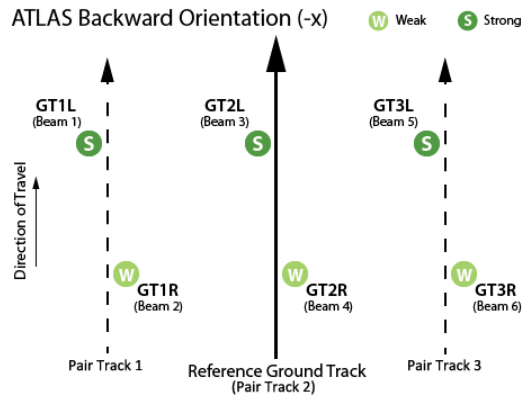 ATLAS Backward Orientation (-x)
W Weak
S Strong
GT1L
(Beam 1)
S
GT2L
(Beam 3)
S
GT3L
(Beam 5)
S
Direction of Travel
W
GT1R
(Beam 2)
W
GT2R
(Beam 4)
W
GT3R
(Beam 6)
Pair Track 1
Reference Ground Track
(Pair Track 2)
Pair Track 3